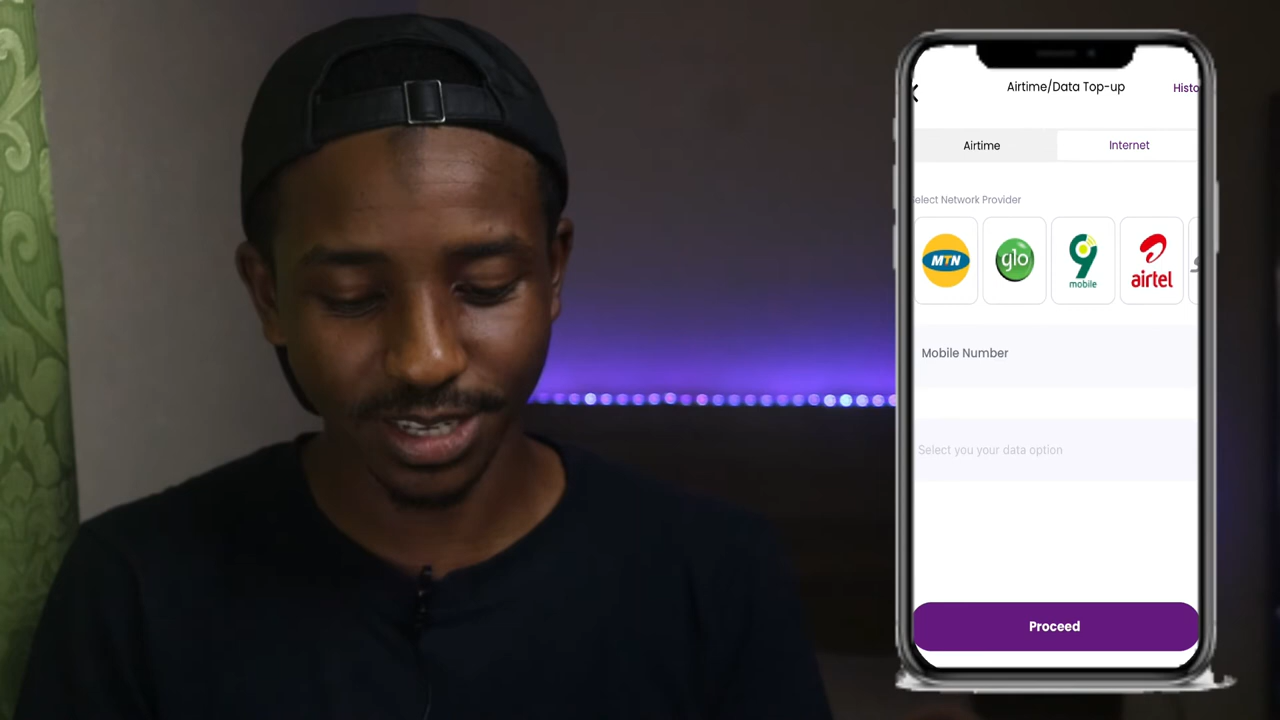 Airtime/Data Top-up
Histo
Airtime
Internet
elect Network Provider
MTN
glo
9
mobile
airtel
Mobile Number
Select you your data option
Proceed